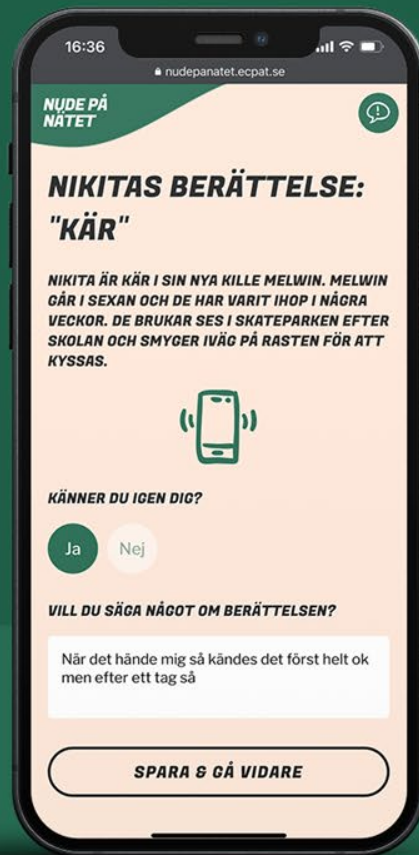 16:36
nudepanatet.ecpat.se
NUDE PÅ
NÄTET
NIKITAS BERÄTTELSE:
"KÄR"
NIKITA ÄR KÄR I SIN NYA KILLE MELWIN. MELWIN
GÅR I SEXAN OCH DE HAR VARIT IHOP I NÅGRA
VECKOR. DE BRUKAR SES I SKATEPARKEN EFTER
SKOLAN OCH SMYGER IVÄG PÅ RASTEN FÖR ATT
KYSSAS.
KÄNNER DU IGEN DIG?
Ja Nej
VILL DU SÄGA NÅGOT OM BERÄTTELSEN?
När det hände mig så kändes det först helt ok
men efter ett tag så
SPARA & GÅ VIDARE